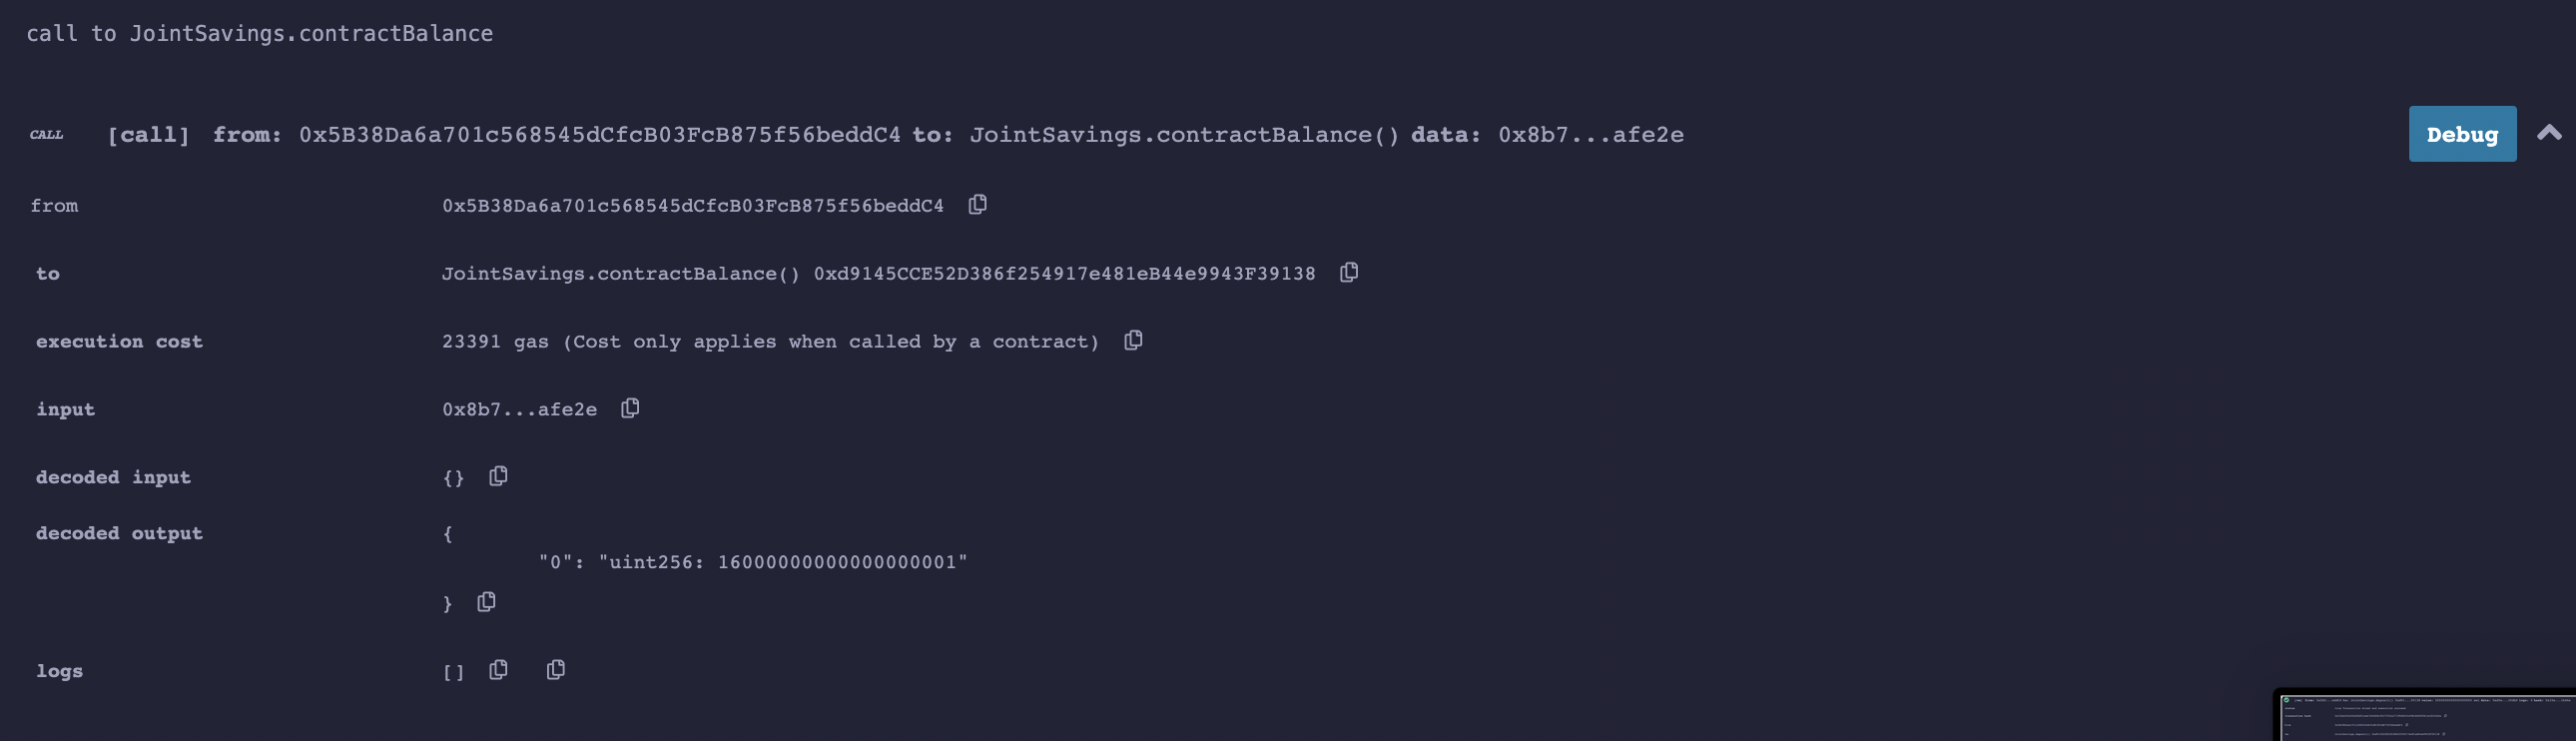 call to JointSavings.contractBalance
CALL [call] from: 0x5B38Da6a701c568545dCfcB03FcB875f56beddC4 to: JointSavings.contractBalance() data: 0x8b7...afe2e Debug
from 0x5B38Da6a701c568545dCfcB03FcB875f56beddC4
to JointSavings.contractBalance() 0xd9145CCE52D386f254917e481eB44e9943F39138
execution cost 23391 gas (Cost only applies when called by a contract)
input 0x8b7...afe2e
decoded input {}
decoded output {
"0": "uint256: 16000000000000000001"
}
logs []